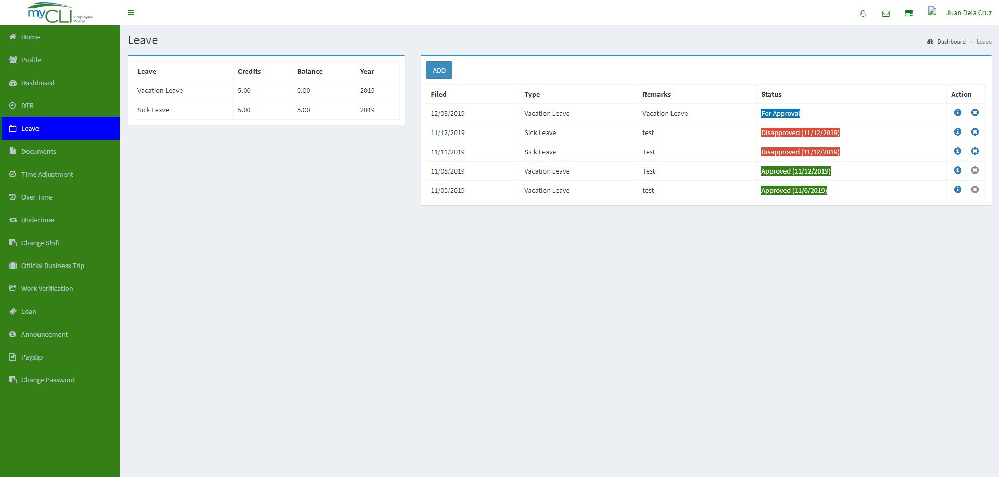 myCLI Employee Portal
Juan Dela Cruz
Home
Profile
Dashboard
DTR
Leave
Documents
Time Adjustment
Over Time
Undertime
Change Shift
Official Business Trip
Work Verification
Loan
Announcement
Payslip
Change Password
Leave
Dashboard > Leave
Leave Credits Balance Year
Vacation Leave 5.00 0.00 2019
Sick Leave 5.00 5.00 2019
ADD
Filed Type Remarks Status Action
12/03/2019 Vacation Leave Vacation Leave For Approval
11/12/2019 Sick Leave test Disapproved (11/12/2019)
11/11/2019 Sick Leave Test Disapproved (11/12/2019)
11/08/2019 Vacation Leave Test Approved (11/12/2019)
11/05/2019 Vacation Leave test Approved (11/6/2019)